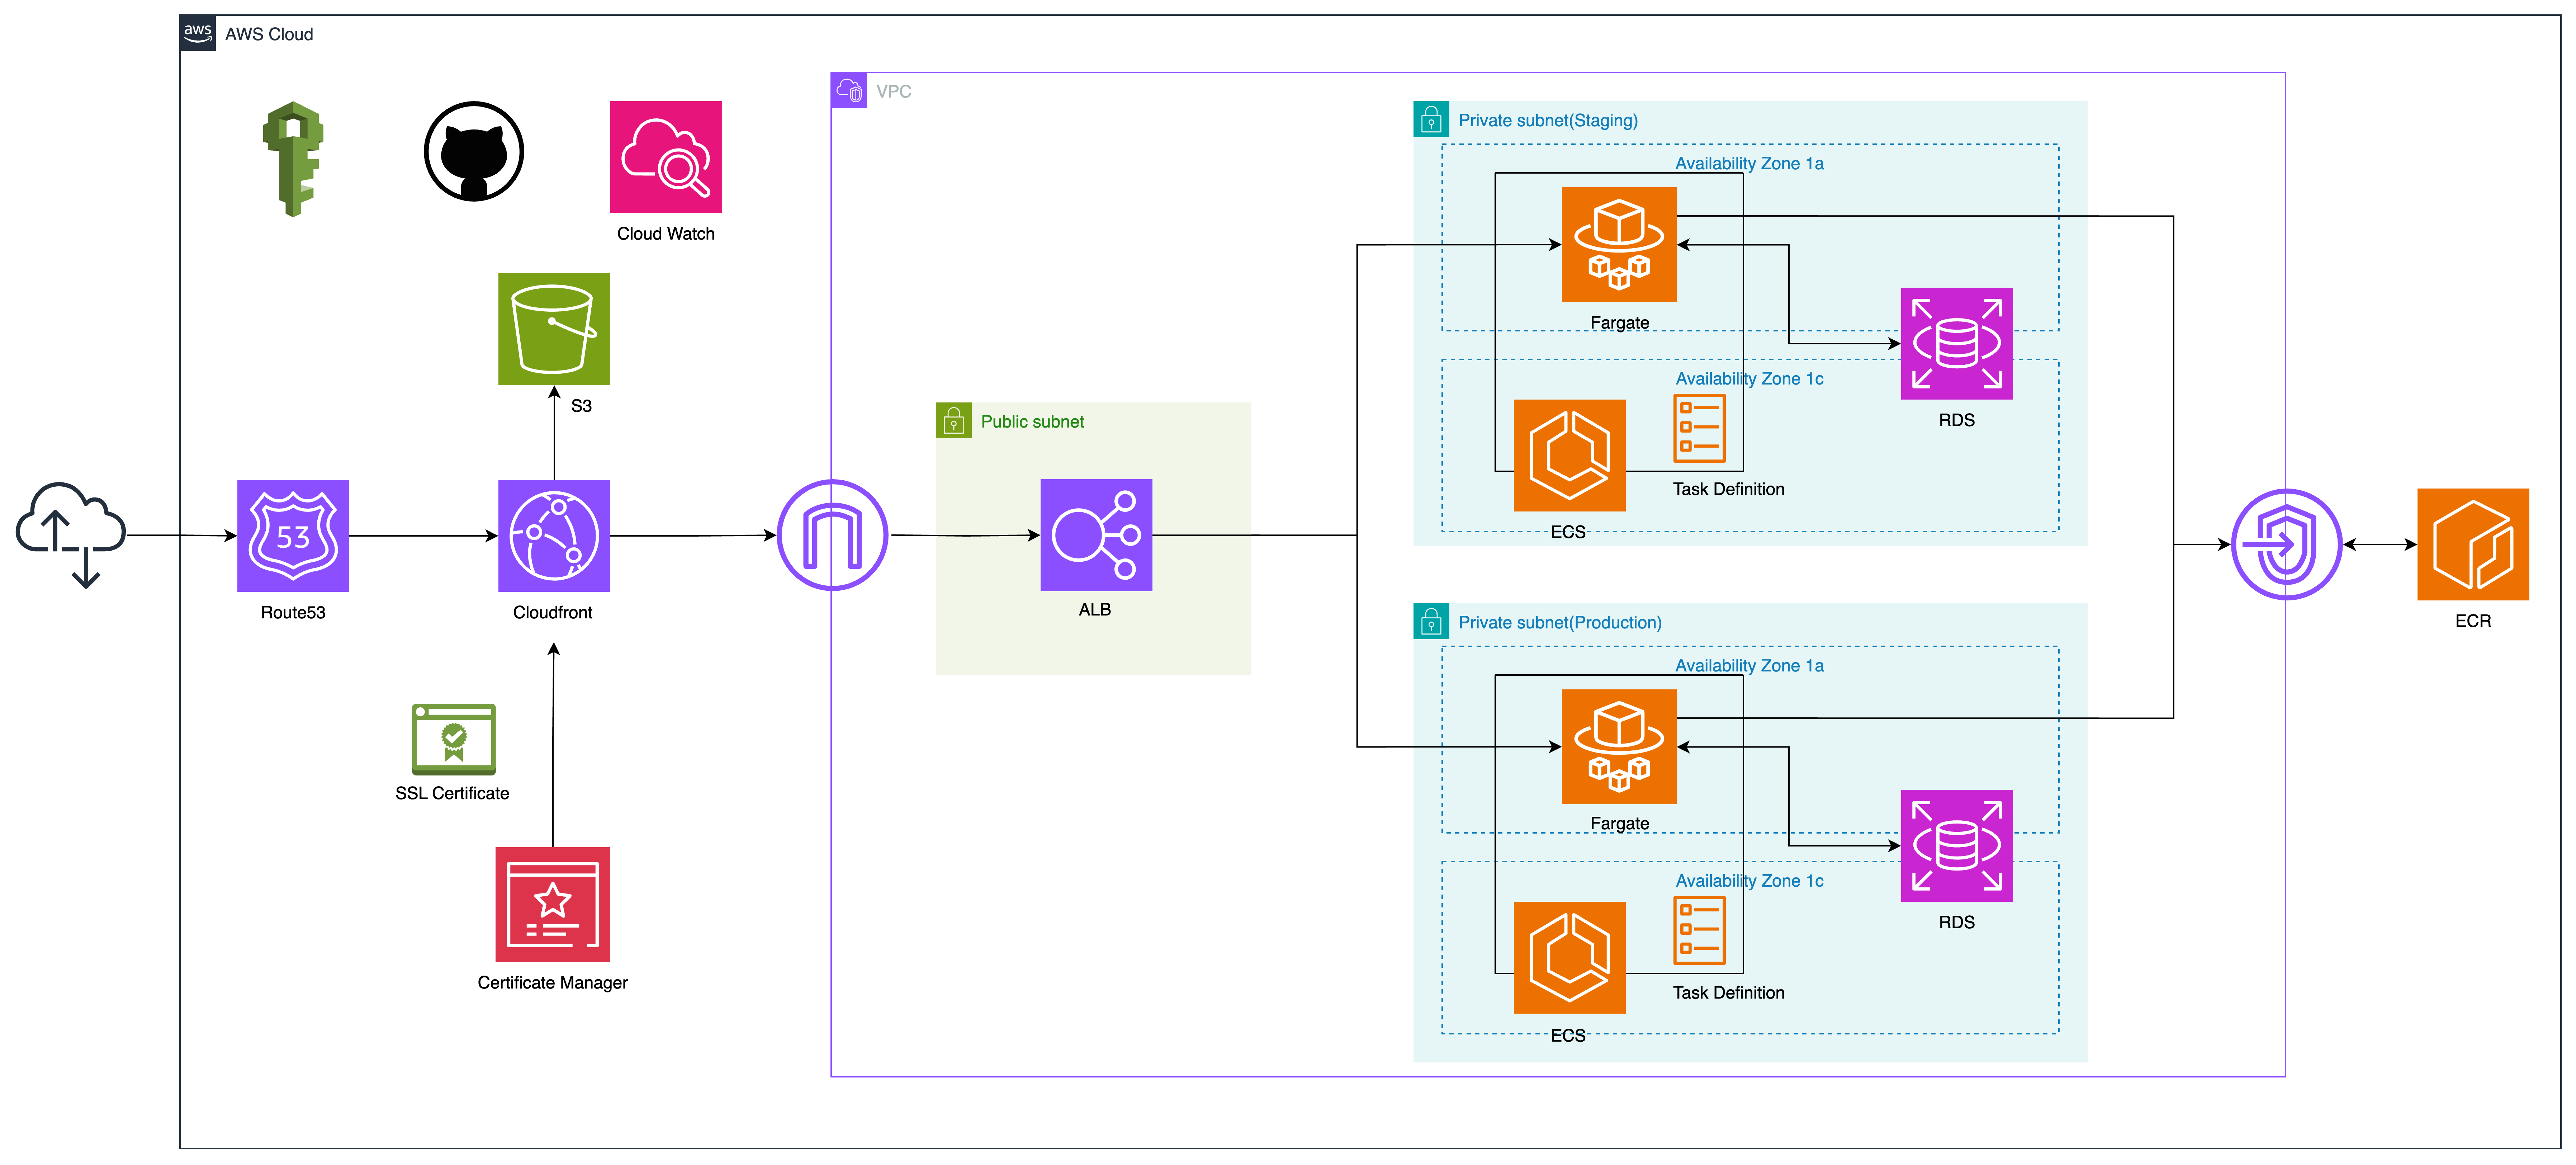 aws
AWS Cloud
VPC
Cloud Watch
S3
53
Route53
Cloudfront
SSL Certificate
Certificate Manager
Public subnet
ALB
Private subnet(Staging)
Availability Zone 1a
Fargate
RDS
Availability Zone 1c
Task Definition
ECS
Private subnet(Production)
Availability Zone 1a
Fargate
RDS
Availability Zone 1c
Task Definition
ECS
ECR